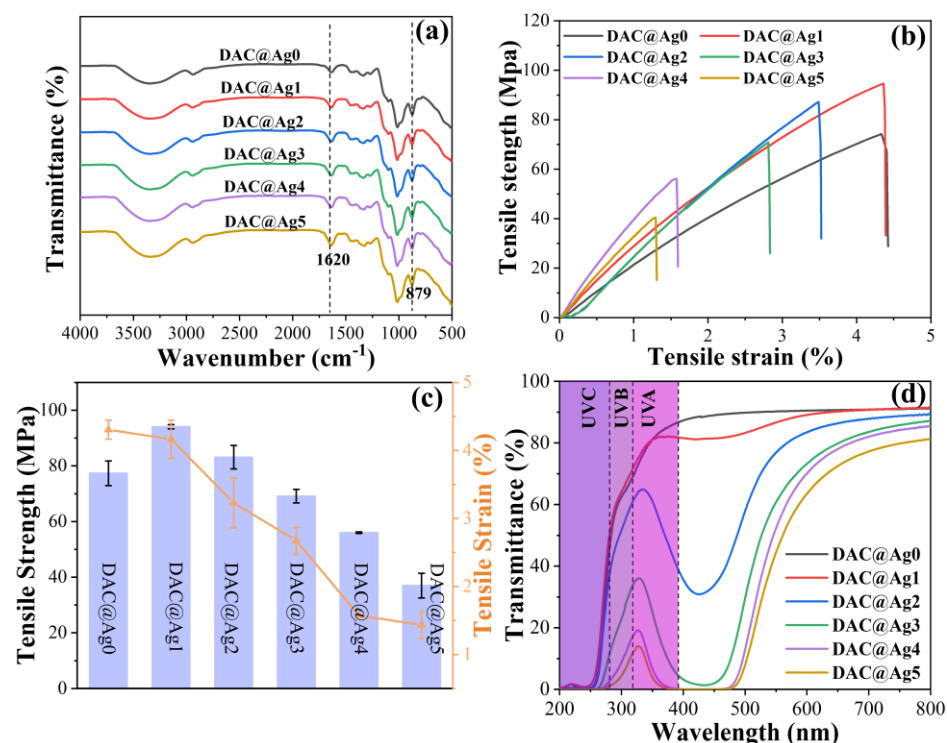 (a)
DAC@Ag0
DAC@Ag1
DAC@Ag2
DAC@Ag3
DAC@Ag4
DAC@Ag5
1620
879
Transmittance (%)
4000 3500 3000 2500 2000 1500 1000 500
Wavenumber (cm⁻¹)
(b)
DAC@Ag0 DAC@Ag1
DAC@Ag2 DAC@Ag3
DAC@Ag4 DAC@Ag5
Tensile stength (Mpa)
120
100
80
60
40
20
0
0 1 2 3 4 5
Tensile strain (%)
(c)
Tensile Strength (MPa)
100
80
60
40
20
0
DAC@Ag0
DAC@Ag1
DAC@Ag2
DAC@Ag3
DAC@Ag4
DAC@Ag5
5
4
3
2
1
Tensile Strain (%)
(d)
UVC
UVB
UVA
Transmittance (%)
100
80
60
40
20
0
DAC@Ag0
DAC@Ag1
DAC@Ag2
DAC@Ag3
DAC@Ag4
DAC@Ag5
200 300 400 500 600 700 800
Wavelength (nm)